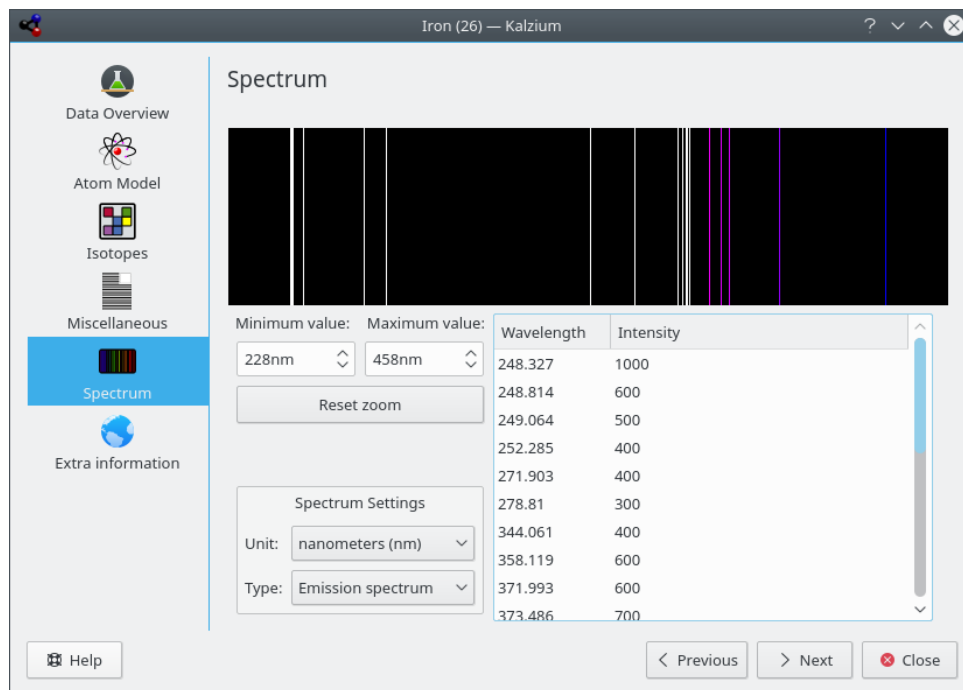 Iron (26) — Kalzium
Data Overview
Atom Model
Isotopes
Miscellaneous
Spectrum
Extra information
Spectrum
Minimum value: Maximum value:
228nm 458nm
Reset zoom
Spectrum Settings
Unit: nanometers (nm)
Type: Emission spectrum
Wavelength Intensity
248.327 1000
248.814 600
249.064 500
252.285 400
271.903 400
278.81 300
344.061 400
358.119 600
371.993 600
373.486 700
Help
Previous
Next
Close